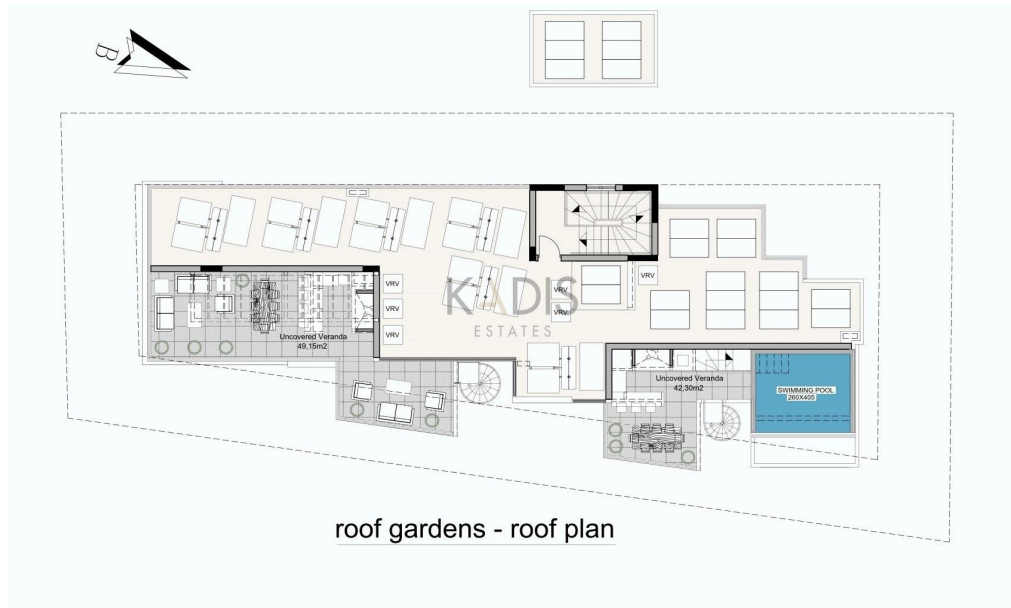 B
VRV
VRV
VRV
VRV
VRV
VRV
KADIS
ESTATES
Uncovered Veranda
49,15m2
Uncovered Veranda
42,30m2
SWIMMING POOL
260X405
roof gardens - roof plan